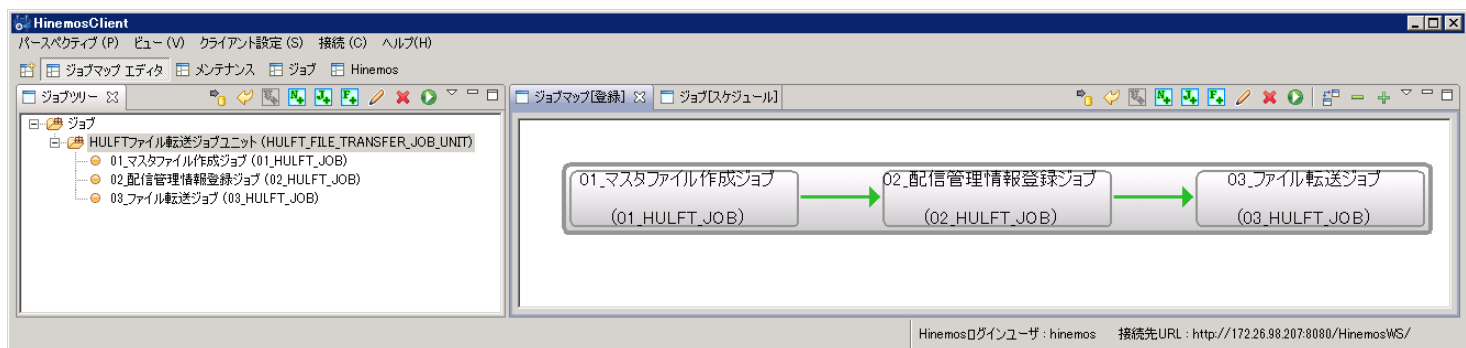 HinemosClient
パースペクティブ (P) ビュー (V) クライアント設定 (S) 接続 (C) ヘルプ(H)
ジョブマップ エディタ メンテナンス ジョブ Hinemos
ジョブツリー
ジョブ
HULFTファイル転送ジョブユニット (HULFT_FILE_TRANSFER_JOB_UNIT)
01_マスタファイル作成ジョブ (01_HULFT_JOB)
02_配信管理情報登録ジョブ (02_HULFT_JOB)
03_ファイル転送ジョブ (03_HULFT_JOB)
ジョブマップ[登録] ジョブ[スケジュール]
01_マスタファイル作成ジョブ 02_配信管理情報登録ジョブ 03_ファイル転送ジョブ
(01_HULFT_JOB) (02_HULFT_JOB) (03_HULFT_JOB)
Hinemosログインユーザ : hinemos 接続先URL : http://172.26.98.207:8080/HinemosWS/